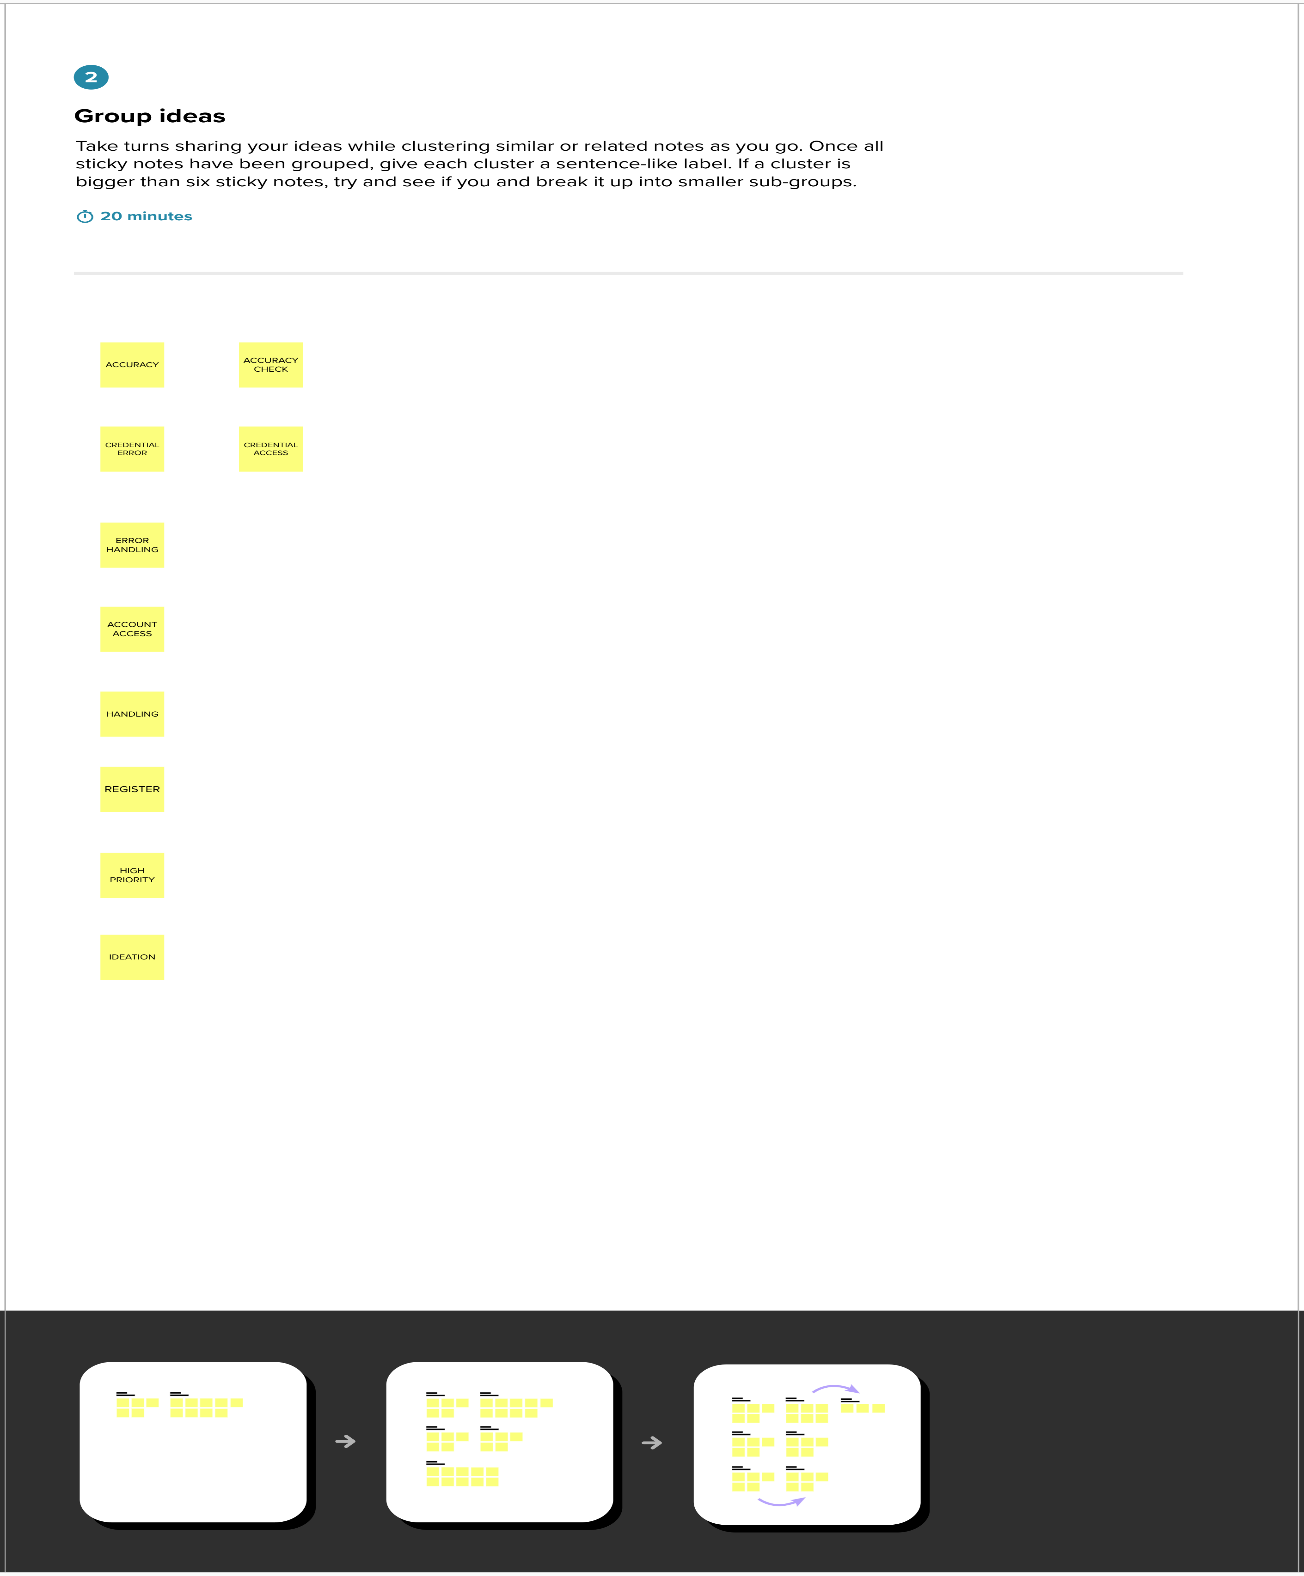 2
Group ideas
Take turns sharing your ideas while clustering similar or related notes as you go. Once all
sticky notes have been grouped, give each cluster a sentence-like label. If a cluster is
bigger than six sticky notes, try and see if you and break it up into smaller sub-groups.
20 minutes
ACCURACY
ACCURACY
CHECK
CREDENTIAL
ERROR
CREDENTIAL
ACCESS
ERROR
HANDLING
ACCOUNT
ACCESS
HANDLING
REGISTER
HIGH
PRIORITY
IDEATION